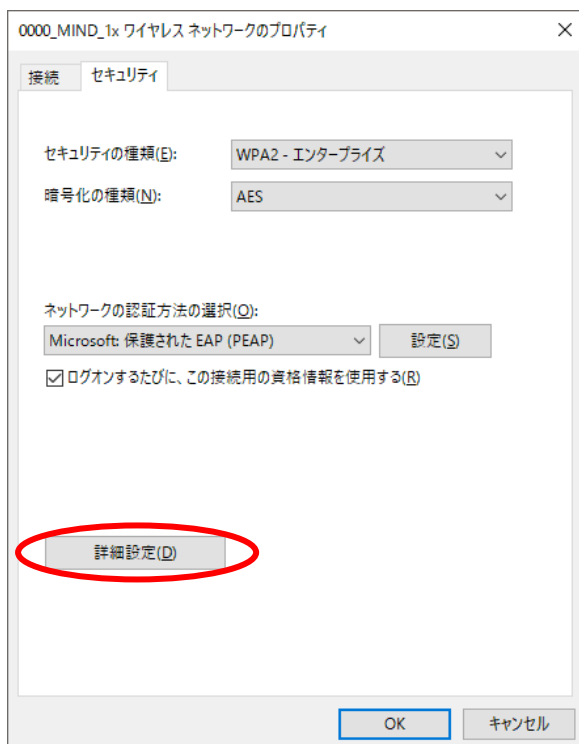 0000_MIND_1x ワイヤレス ネットワークのプロパティ
接続 セキュリティ
セキュリティの種類(E): WPA2 - エンタープライズ
暗号化の種類(N): AES
ネットワークの認証方法の選択(O):
Microsoft: 保護された EAP (PEAP) 設定(S)
ログオンするたびに、この接続用の資格情報を使用する(R)
詳細設定(D)
OK キャンセル